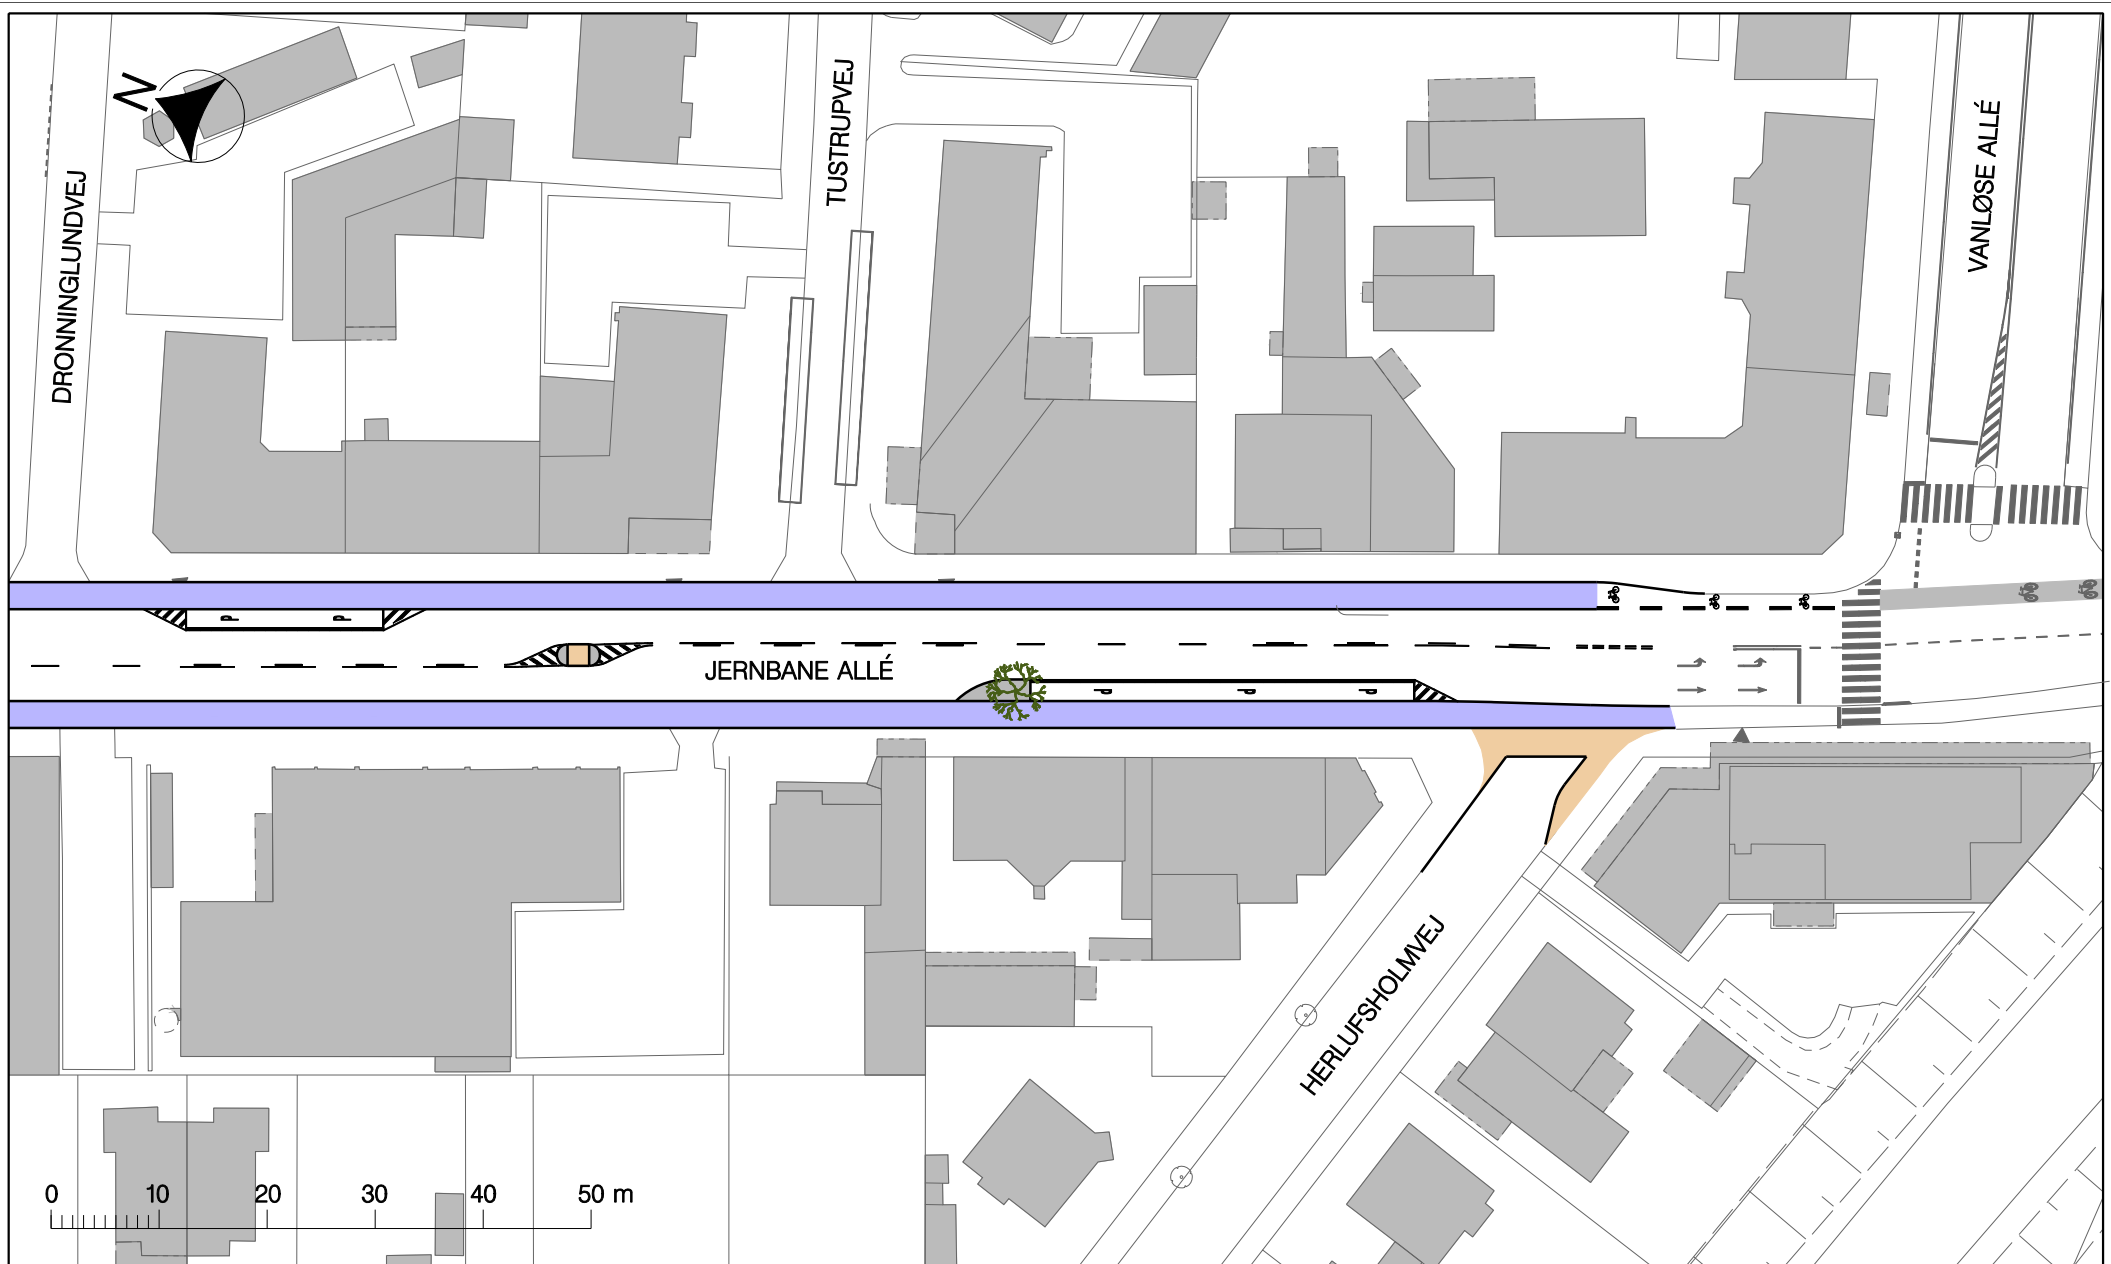 N
DRONNINGLUNDVEJ
TUSTRUPVEJ
VANLØSE ALLÉ
P P
JERNBANE ALLÉ
P P P
HERLUFSHOLMVEJ
0 10 20 30 40 50 m